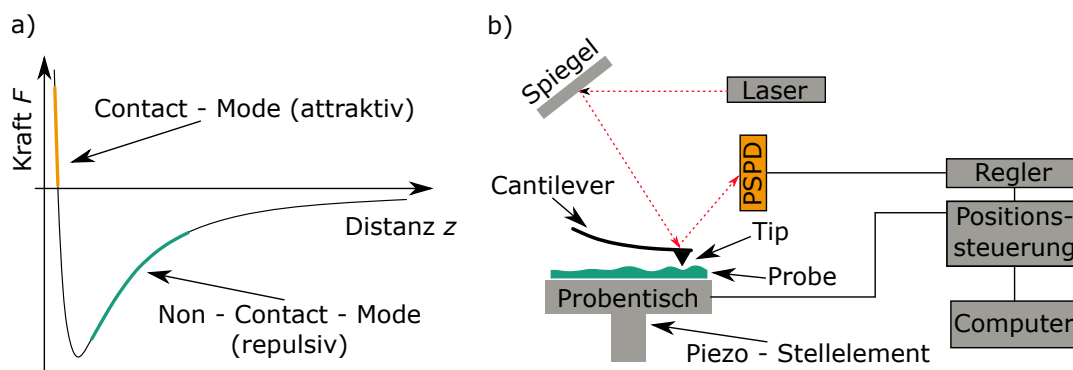 a)
Kraft F
Contact - Mode (attraktiv)
Distanz z
Non - Contact - Mode
(repulsiv)
b)
Spiegel
Laser
PSPD
Regler
Cantilever
Positions-
steuerung
Tip
Probe
Probentisch
Computer
Piezo - Stellelement